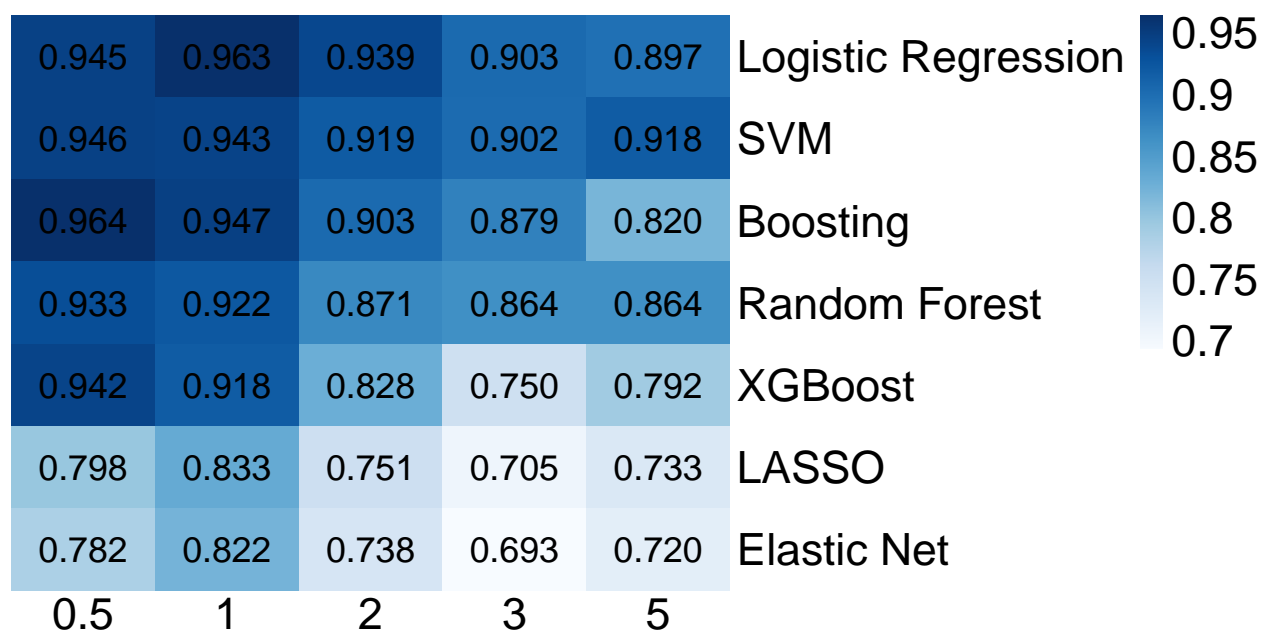 0.945 0.963 0.939 0.903 0.897 Logistic Regression
0.946 0.943 0.919 0.902 0.918 SVM
0.964 0.947 0.903 0.879 0.820 Boosting
0.933 0.922 0.871 0.864 0.864 Random Forest
0.942 0.918 0.828 0.750 0.792 XGBoost
0.798 0.833 0.751 0.705 0.733 LASSO
0.782 0.822 0.738 0.693 0.720 Elastic Net
0.5 1 2 3 5
0.95
0.9
0.85
0.8
0.75
0.7